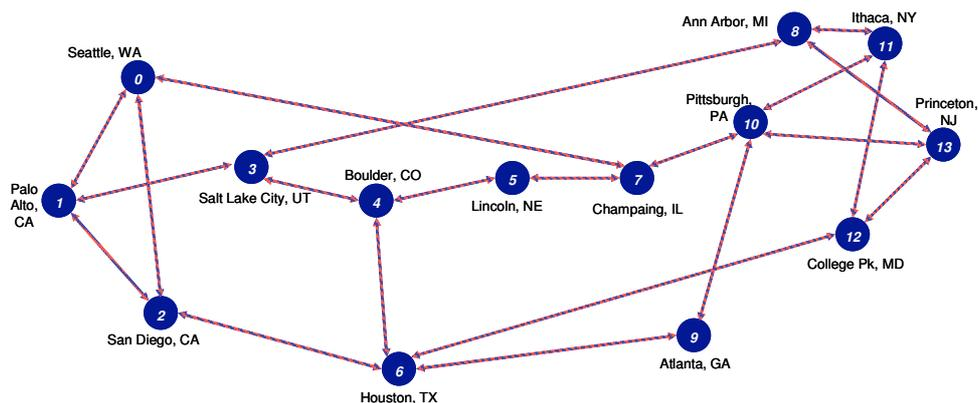 Ann Arbor, MI
8
Ithaca, NY
11
Seattle, WA
0
Pittsburgh,
PA
10
Princeton,
NJ
13
3
Salt Lake City, UT
Boulder, CO
4
5
Lincoln, NE
7
Champaing, IL
Palo
Alto,
CA
1
12
College Pk, MD
2
San Diego, CA
9
Atlanta, GA
6
Houston, TX